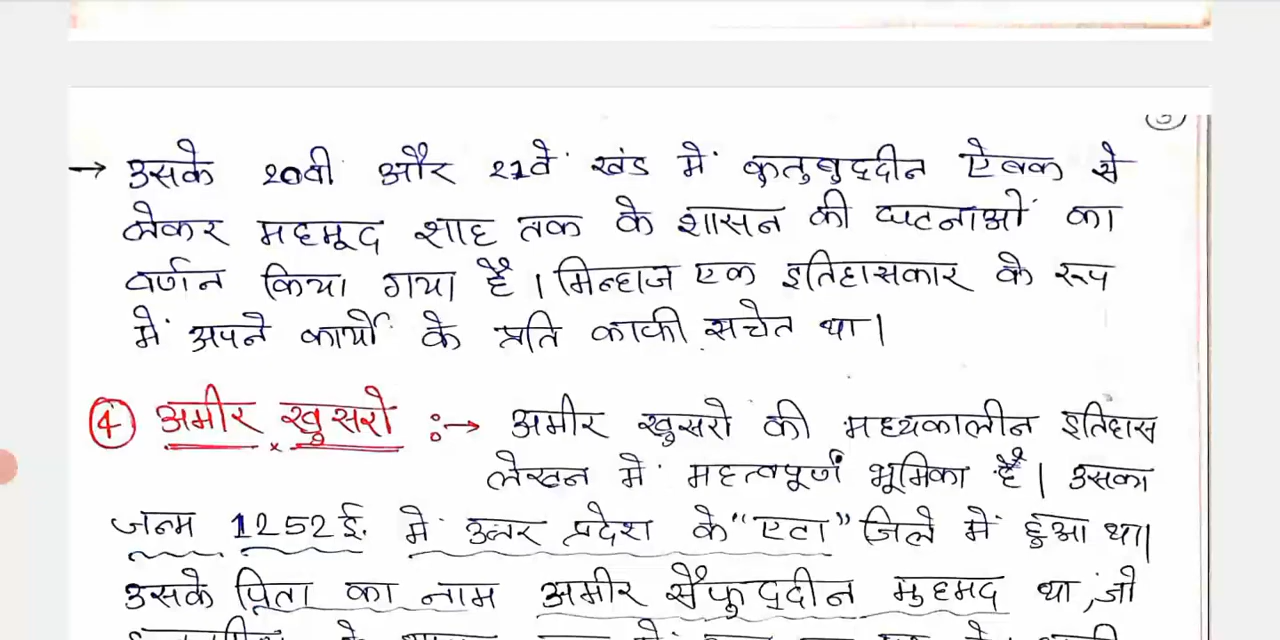 → उसके 20वी और 21वें खंड में कुतुबुद्दीन ऐबक से
लेकर महमूद शाह तक के शासन की घटनाओं का
वर्णन किया गया है। मिन्हाज एक इतिहासकार के रूप
में अपने कार्यों के प्रति काफी सचेत था।
④ अमीर खुसरो :→ अमीर खुसरो की मध्यकालीन इतिहास
लेखन में महत्वपूर्ण भूमिका है। उसका
जन्म 1252 ई. में उत्तर प्रदेश के "एटा" जिले में हुआ था।
उसके पिता का नाम अमीर सैफुद्दीन मुहमद था, जो